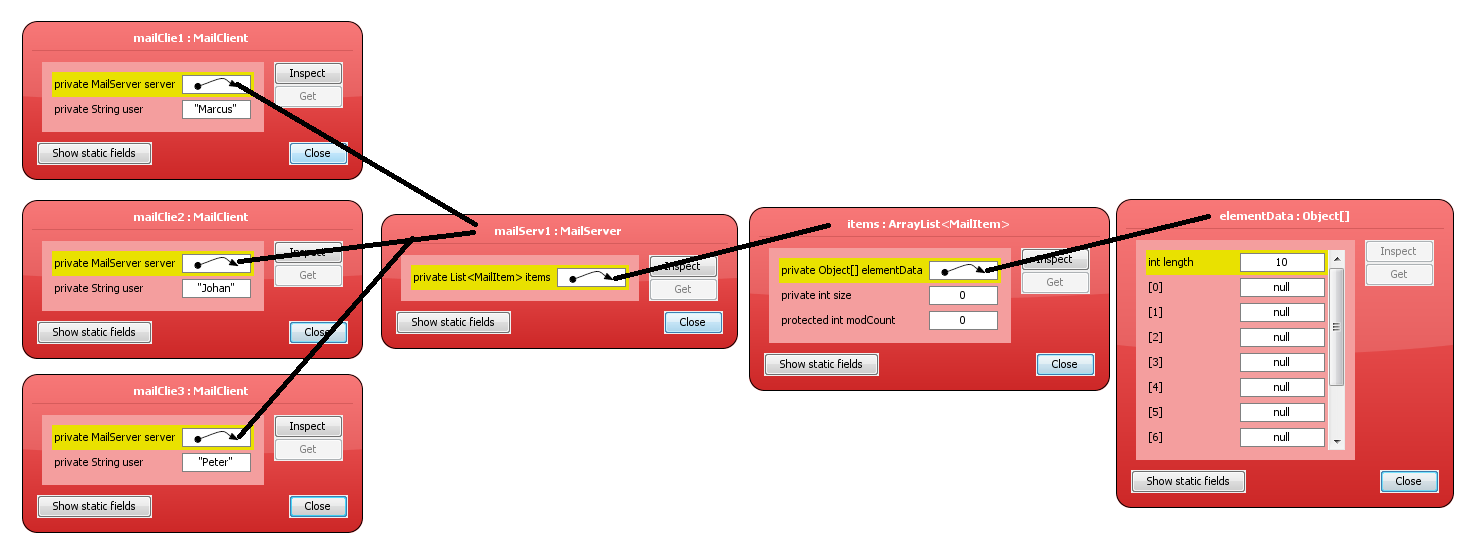 mailClie1 : MailClient
private MailServer server
Inspect
Get
private String user "Marcus"
Show static fields
Close
mailClie2 : MailClient
private MailServer server
Inspect
Get
private String user "Johan"
Show static fields
Close
mailClie3 : MailClient
private MailServer server
Inspect
Get
private String user "Peter"
Show static fields
Close
mailServ1 : MailServer
private List<MailItem> items
Inspect
Get
Show static fields
Close
items : ArrayList<MailItem>
private Object[] elementData
Inspect
Get
private int size 0
protected int modCount 0
Show static fields
Close
elementData : Object[]
int length 10
Inspect
Get
[0] null
[1] null
[2] null
[3] null
[4] null
[5] null
[6] null
Show static fields
Close